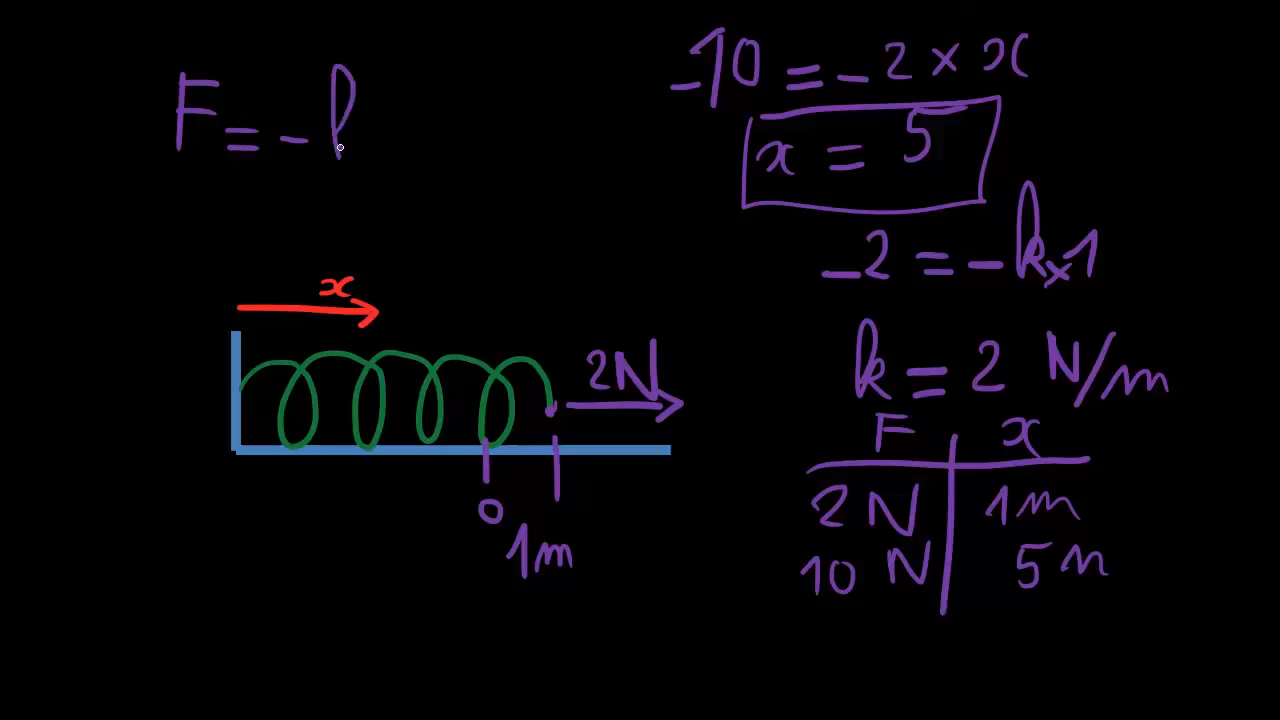 F = -
-10 = - 2 × x
x = 5
-2 = - k × 1
k = 2 N/m
F x
2 N 1m
10 N 5 m
x
2N
0 1m